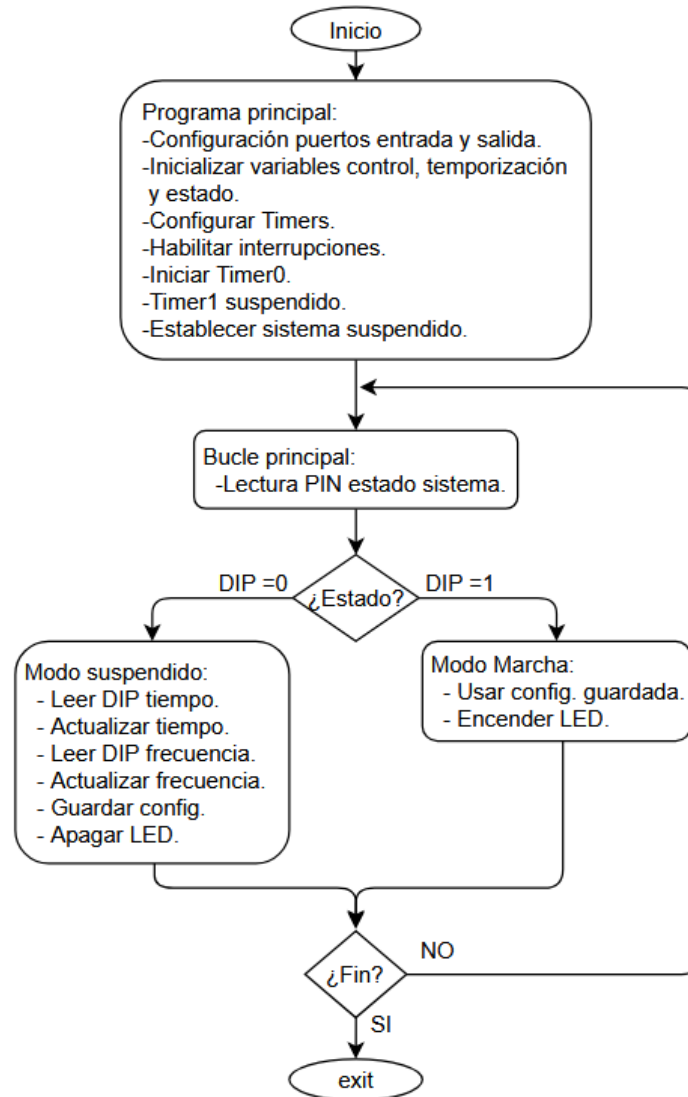 Inicio
Programa principal:
-Configuración puertos entrada y salida.
-Inicializar variables control, temporización
y estado.
-Configurar Timers.
-Habilitar interrupciones.
-Iniciar Timer0.
-Timer1 suspendido.
-Establecer sistema suspendido.
Bucle principal:
-Lectura PIN estado sistema.
DIP =0
¿Estado?
DIP =1
Modo suspendido:
- Leer DIP tiempo.
- Actualizar tiempo.
- Leer DIP frecuencia.
- Actualizar frecuencia.
- Guardar config.
- Apagar LED.
Modo Marcha:
- Usar config. guardada.
- Encender LED.
¿Fin?
NO
SI
exit